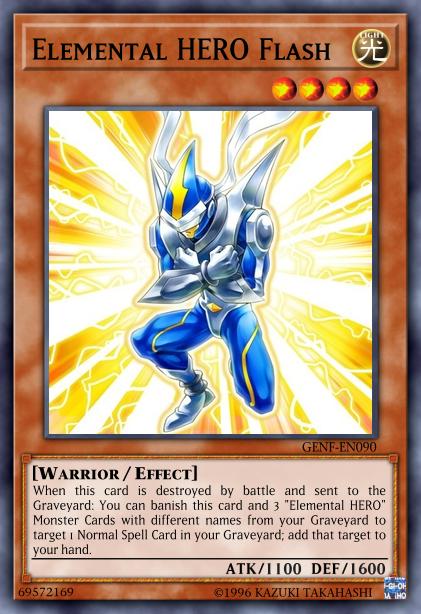 Elemental HERO Flash
LIGHT
光
GENF-EN090
[Warrior / Effect]
When this card is destroyed by battle and sent to the
Graveyard: You can banish this card and 3 "Elemental HERO"
Monster Cards with different names from your Graveyard to
target 1 Normal Spell Card in your Graveyard; add that target to
your hand.
ATK/1100 DEF/1600
69572169
©1996 KAZUKI TAKAHASHI